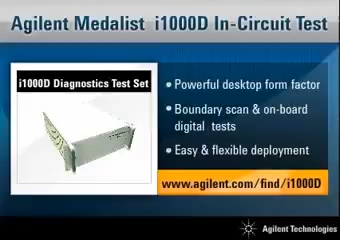 Agilent Medalist i1000D In-Circuit Test
i1000D Diagnostics Test Set
• Powerful desktop form factor
• Boundary scan & on-board
digital tests
• Easy & flexible deployment
www.agilent.com/find/i1000D
Agilent Technologies